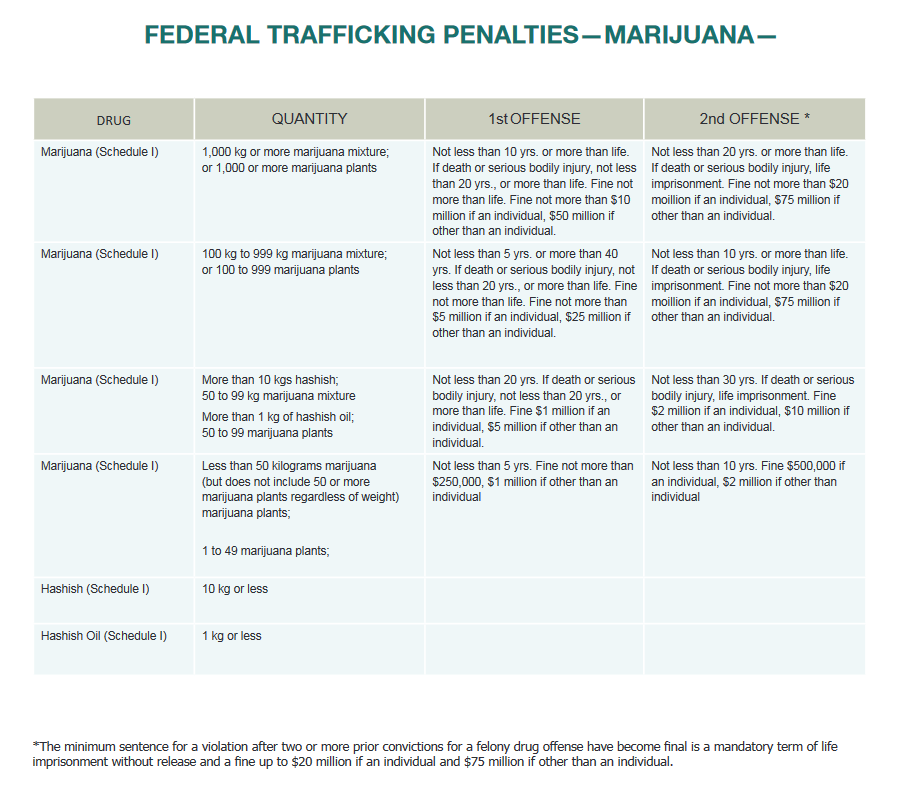 FEDERAL TRAFFICKING PENALTIES—MARIJUANA—
DRUG
QUANTITY
1st OFFENSE
2nd OFFENSE *
Marijuana (Schedule I)
1,000 kg or more marijuana mixture;
or 1,000 or more marijuana plants
Not less than 10 yrs. or more than life.
If death or serious bodily injury, not less
than 20 yrs., or more than life. Fine not
more than life. Fine not more than $10
million if an individual, $50 million if
other than an individual.
Not less than 20 yrs. or more than life.
If death or serious bodily injury, life
imprisonment. Fine not more than $20
moillion if an individual, $75 million if
other than an individual.
Marijuana (Schedule I)
100 kg to 999 kg marijuana mixture;
or 100 to 999 marijuana plants
Not less than 5 yrs. or more than 40
yrs. If death or serious bodily injury, not
less than 20 yrs., or more than life. Fine
not more than life. Fine not more than
$5 million if an individual, $25 million if
other than an individual.
Not less than 10 yrs. or more than life.
If death or serious bodily injury, life
imprisonment. Fine not more than $20
moillion if an individual, $75 million if
other than an individual.
Marijuana (Schedule I)
More than 10 kgs hashish;
50 to 99 kg marijuana mixture
More than 1 kg of hashish oil;
50 to 99 marijuana plants
Not less than 20 yrs. If death or serious
bodily injury, not less than 20 yrs., or
more than life. Fine $1 million if an
individual, $5 million if other than an
individual.
Not less than 30 yrs. If death or serious
bodily injury, life imprisonment. Fine
$2 million if an individual, $10 million if
other than an individual.
Marijuana (Schedule I)
Less than 50 kilograms marijuana
(but does not include 50 or more
marijuana plants regardless of weight)
marijuana plants;
1 to 49 marijuana plants;
Not less than 5 yrs. Fine not more than
$250,000, $1 million if other than an
individual
Not less than 10 yrs. Fine $500,000 if
an individual, $2 million if other than
individual
Hashish (Schedule I)
10 kg or less
Hashish Oil (Schedule I)
1 kg or less
*The minimum sentence for a violation after two or more prior convictions for a felony drug offense have become final is a mandatory term of life
imprisonment without release and a fine up to $20 million if an individual and $75 million if other than an individual.